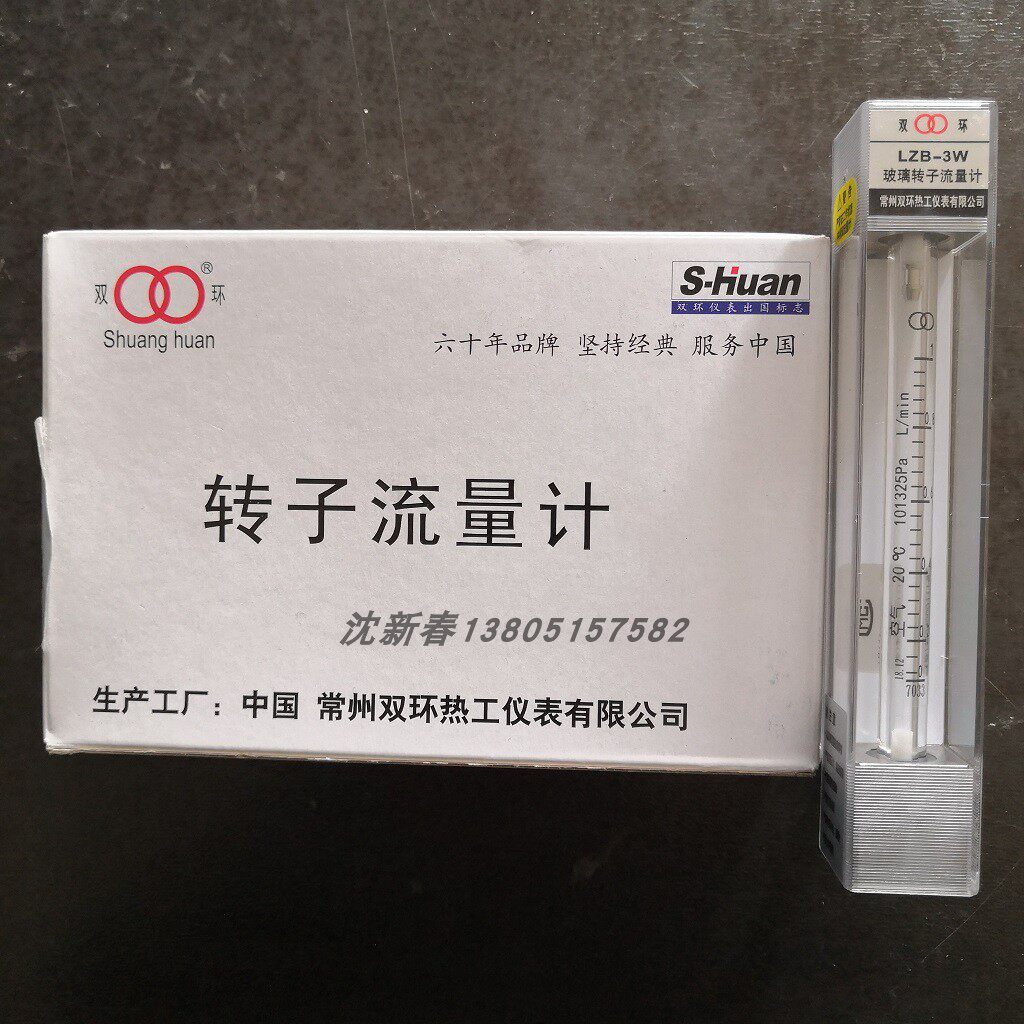 双 ® 环
Shuang huan
S-Huan
双环仪表出国标志
六十年品牌 坚持经典 服务中国
转子流量计
沈新春13805157582
生产工厂：中国 常州双环热工仪表有限公司
双 环
LZB-3W
玻璃转子流量计
常州双环热工仪表有限公司
空气 20℃ 101325Pa L/min
18.12